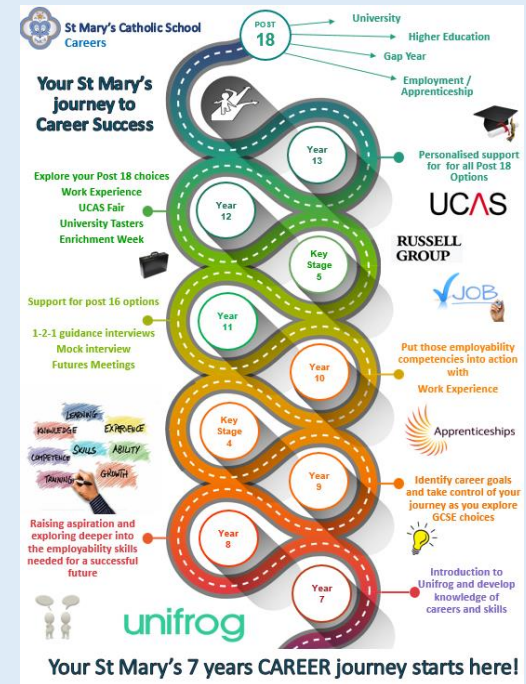 St Mary's Catholic School
Careers
Your St Mary's
journey to
Career Success
POST
18
University
Higher Education
Gap Year
Employment /
Apprenticeship
Year
13
Personalised support
for for all Post 18
Options
UCAS
RUSSELL
GROUP
JOB
Explore your Post 18 choices
Work Experience
UCAS Fair
University Tasters
Enrichment Week
Year
12
Key
Stage
5
Support for post 16 options
1-2-1 guidance interviews
Mock interview
Futures Meetings
Year
11
Year
10
Put those employability
competencies into action
with
Work Experience
Apprenticeships
LEARNING
KNOWLEDGE
EXPERIENCE
COMPETENCE
SKILLS
ABILITY
TRAINING
GROWTH
Key
Stage
4
Year
9
Identify career goals
and take control of your
journey as you explore
GCSE choices
Raising aspiration and
exploring deeper into
the employability skills
needed for a successful
future
Year
8
Year
7
Introduction to
Unifrog and develop
knowledge of
careers and skills
unifrog
Your St Mary's 7 years CAREER journey starts here!